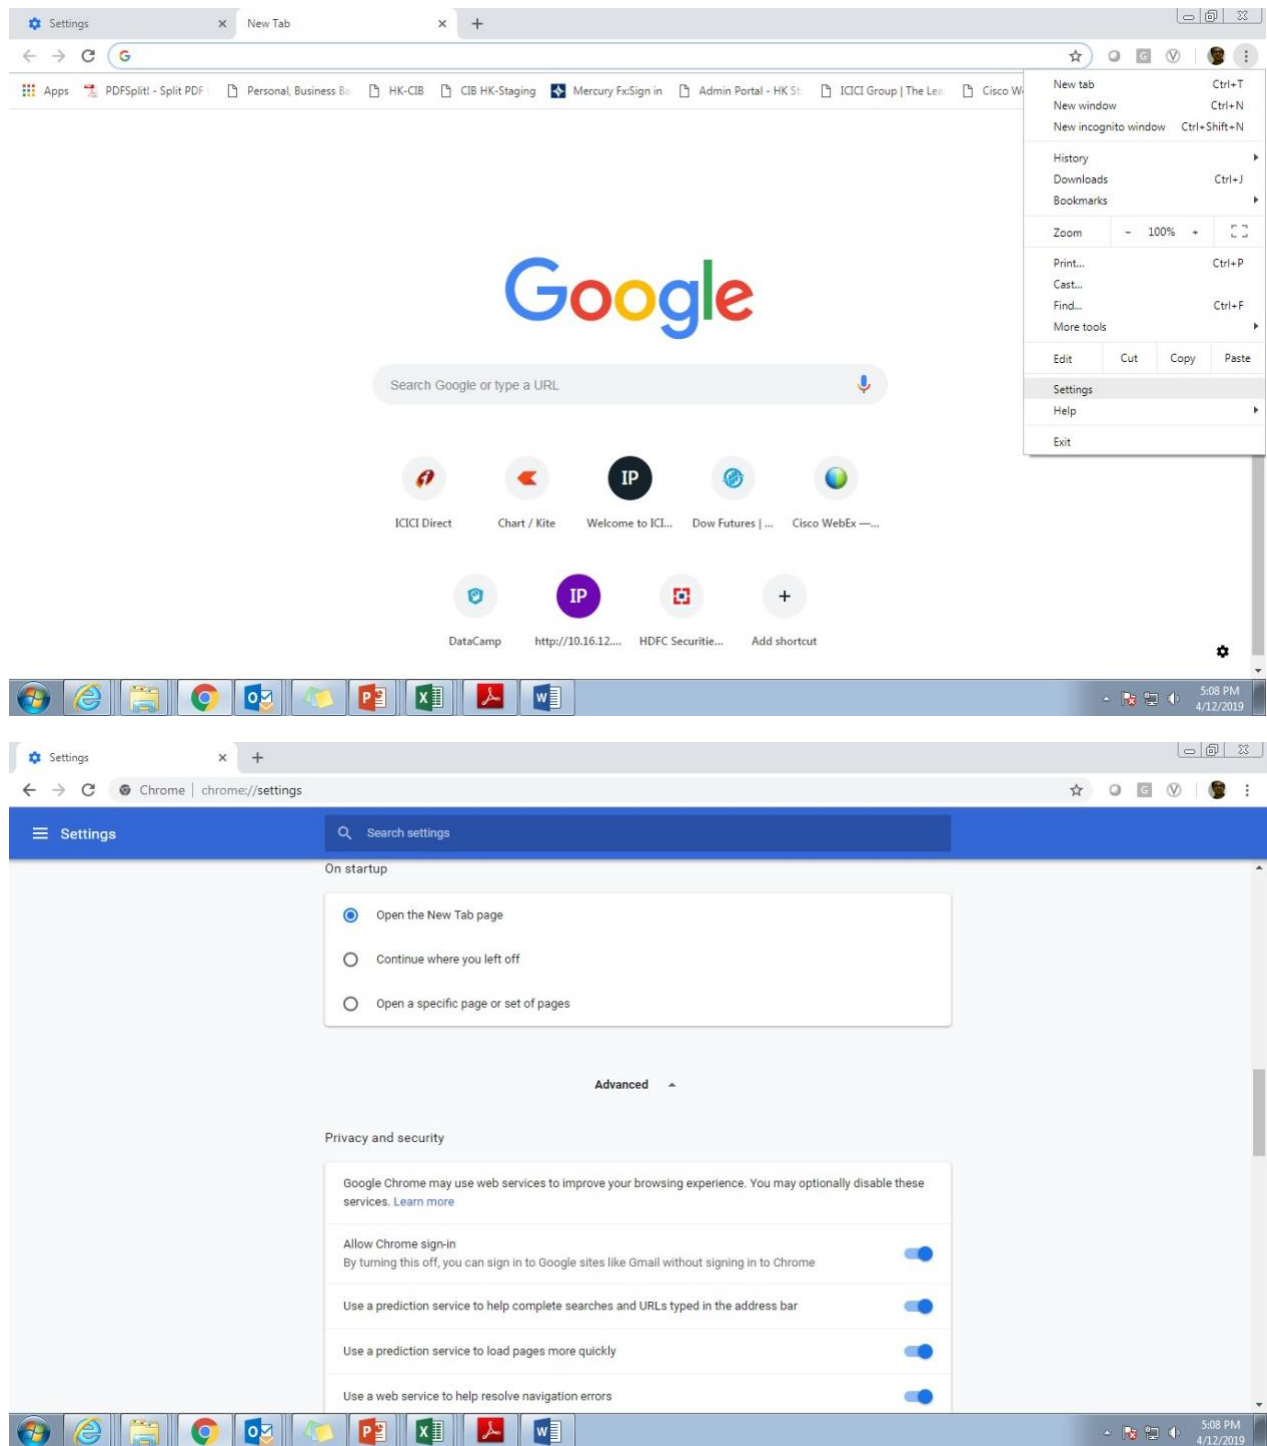 Settings
New Tab
G
Apps
PDFSplit! - Split PDF
Personal, Business Ba
HK-CIB
CIB HK-Staging
Mercury Fx:Sign in
Admin Portal - HK St
ICICI Group | The Lea
Cisco W
New tab Ctrl+T
New window Ctrl+N
New incognito window Ctrl+Shift+N
History
Downloads Ctrl+J
Bookmarks
Zoom - 100% +
Print... Ctrl+P
Cast...
Find... Ctrl+F
More tools
Edit Cut Copy Paste
Settings
Help
Exit
Google
Search Google or type a URL
IP
ICICI Direct
Chart / Kite
Welcome to ICI...
Dow Futures | ...
Cisco WebEx —...
IP
DataCamp
http://10.16.12....
HDFC Securitie...
Add shortcut
5:08 PM
4/12/2019
Settings
Chrome | chrome://settings
Settings
Search settings
On startup
Open the New Tab page
Continue where you left off
Open a specific page or set of pages
Advanced
Privacy and security
Google Chrome may use web services to improve your browsing experience. You may optionally disable these
services. Learn more
Allow Chrome sign-in
By turning this off, you can sign in to Google sites like Gmail without signing in to Chrome
Use a prediction service to help complete searches and URLs typed in the address bar
Use a prediction service to load pages more quickly
Use a web service to help resolve navigation errors
5:08 PM
4/12/2019